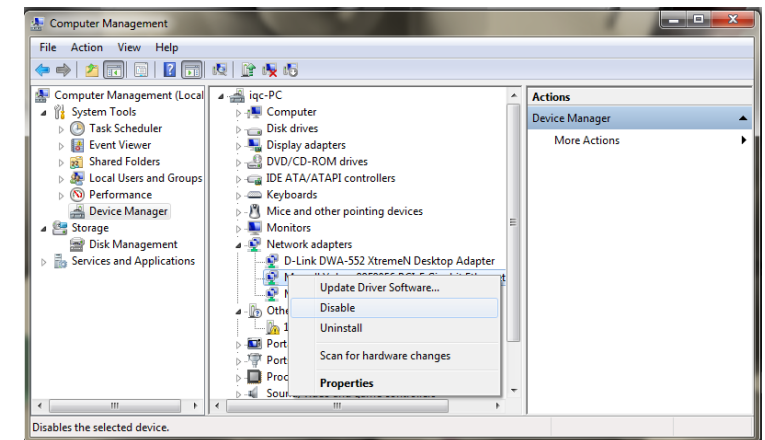 Computer Management
File Action View Help
Computer Management (Local
System Tools
Task Scheduler
Event Viewer
Shared Folders
Local Users and Groups
Performance
Device Manager
Storage
Disk Management
Services and Applications
iqc-PC
Computer
Disk drives
Display adapters
DVD/CD-ROM drives
IDE ATA/ATAPI controllers
Keyboards
Mice and other pointing devices
Monitors
Network adapters
D-Link DWA-552 XtremeN Desktop Adapter
Othe
1
Port
Port
Proc
Update Driver Software...
Disable
Uninstall
Scan for hardware changes
Properties
Actions
Device Manager
More Actions
Disables the selected device.